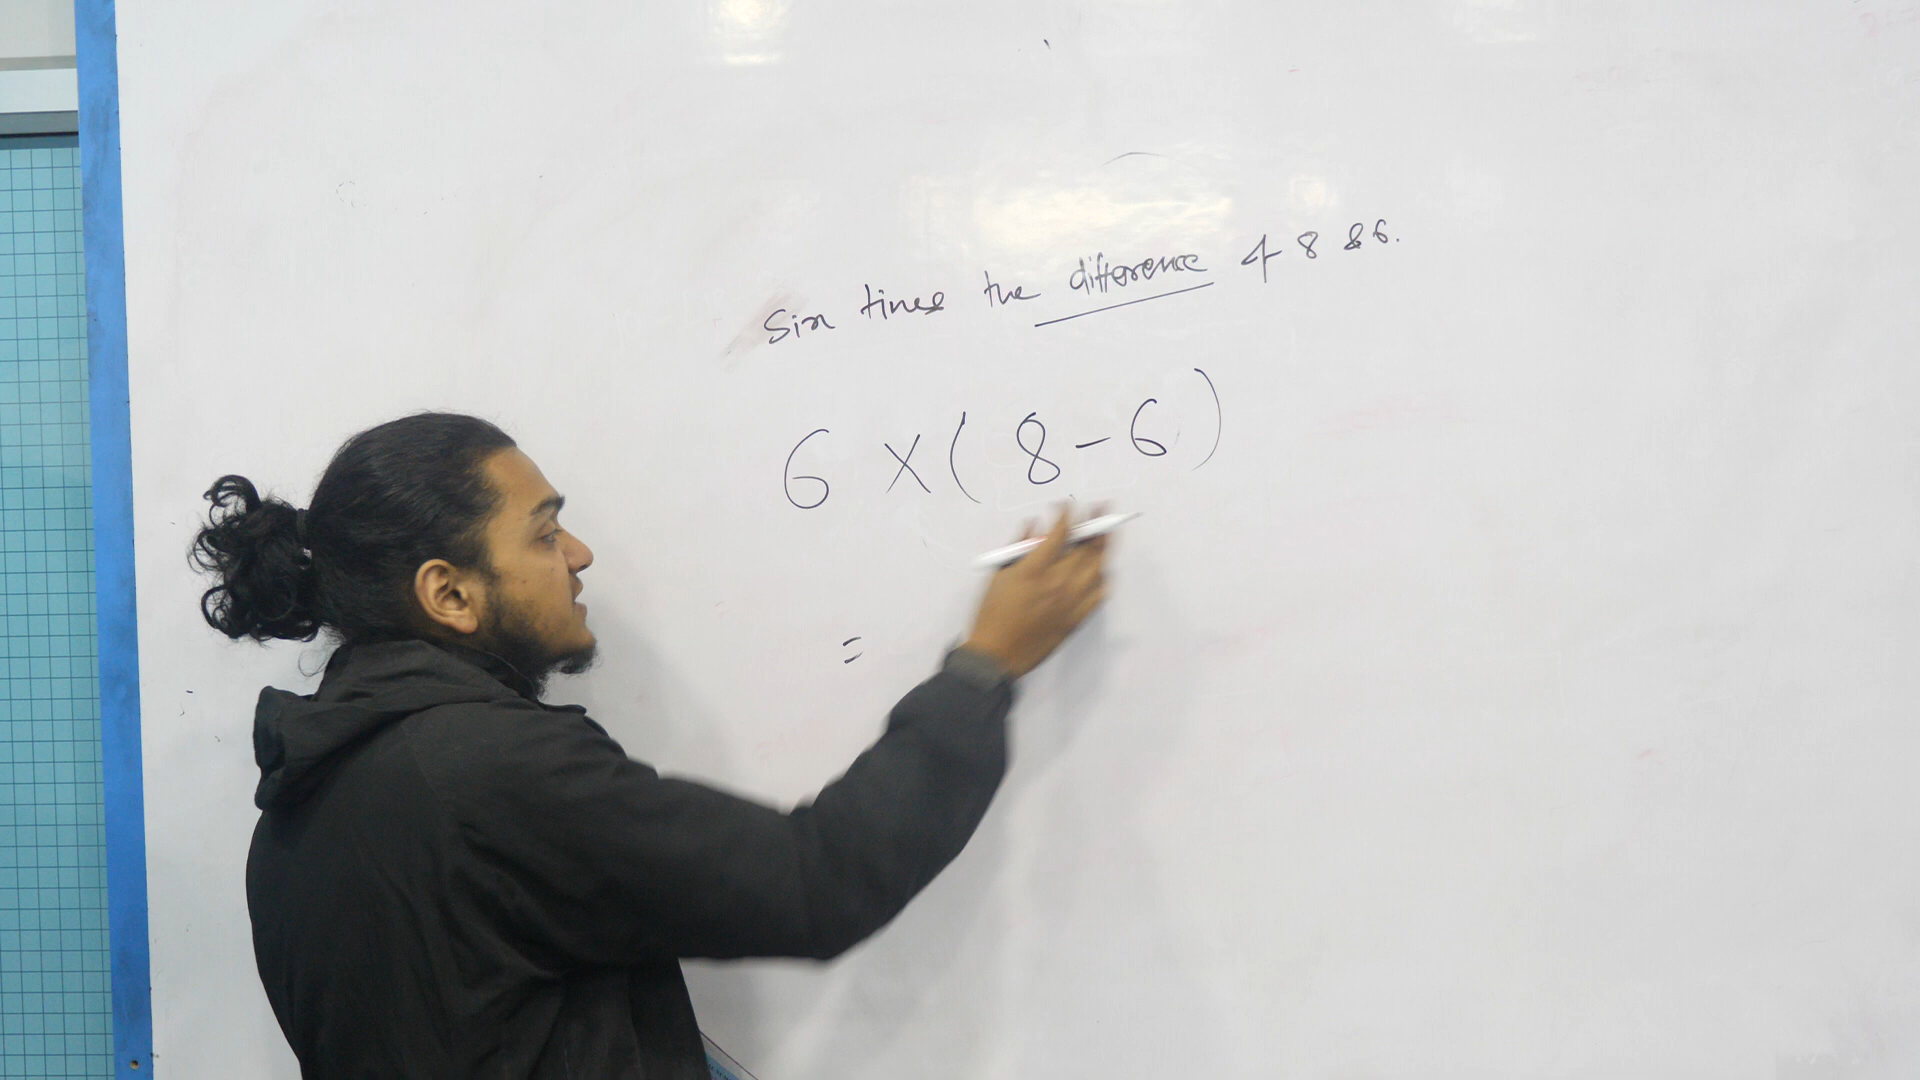 Six times the difference of 8 & 6.
6 × ( 8 - 6 )
=